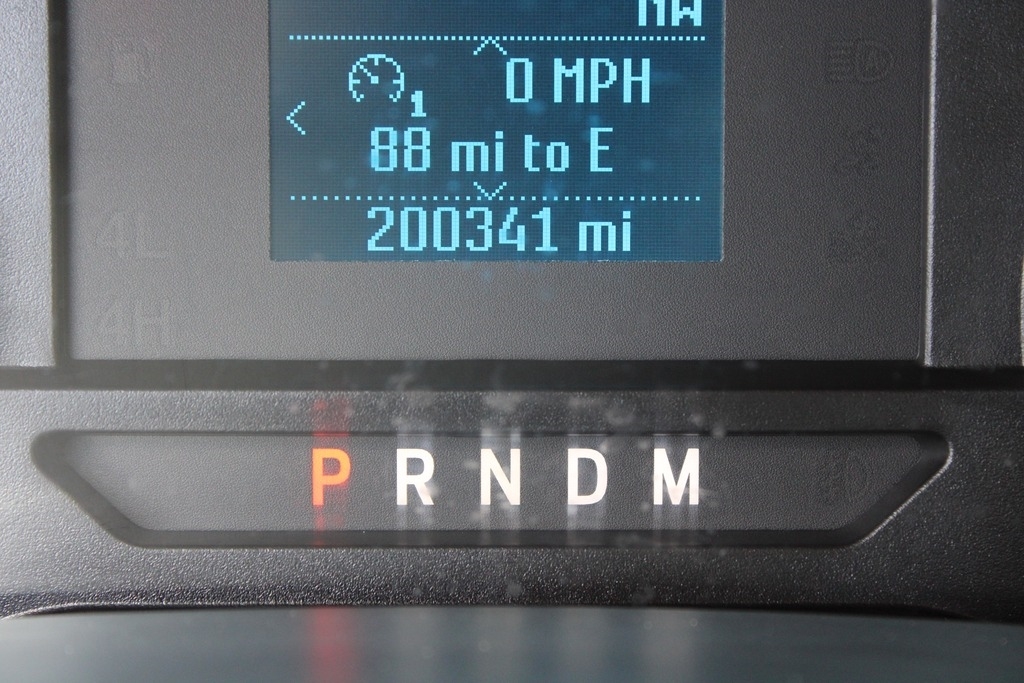 NW
0 MPH
1
88 mi to E
200341 mi
4L
4H
P R N D M